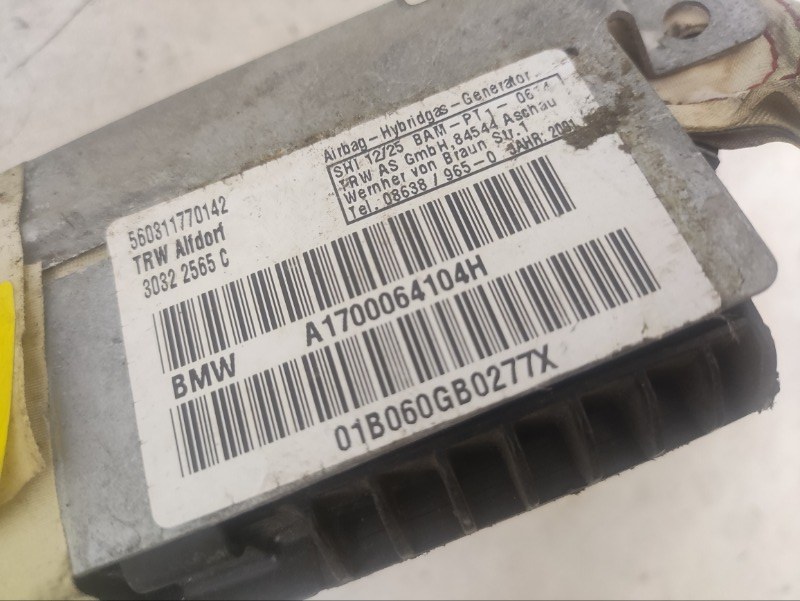 560311770142
TRW Alfdorf
3032 2565 C
Airbag-Hybridgas-Generator
SHI 12/25 BAM-PT1-0614
TRW AS GmbH, 84544 Aschau
Wernher von Braun Str. 1
Tel. 08638 / 965-0 JAHR: 2001
BMW A1700064104H
01B060GB0277X